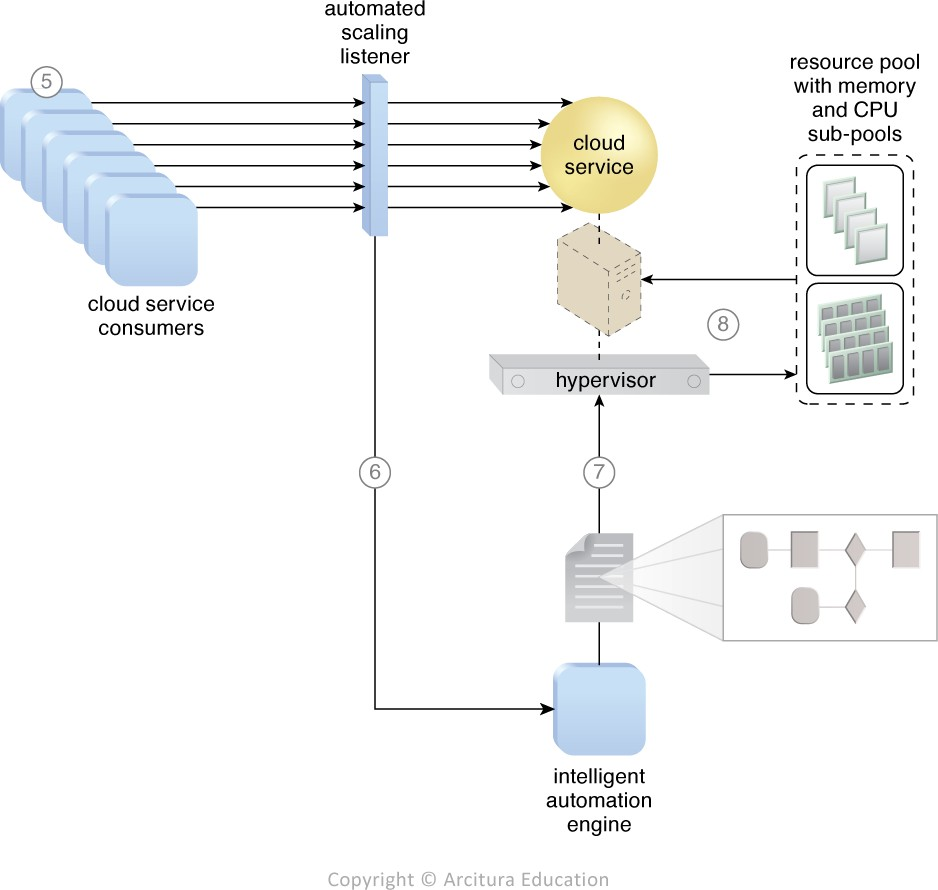 automated
scaling
listener
5
resource pool
with memory
and CPU
sub-pools
cloud
service
cloud service
consumers
8
hypervisor
6
7
intelligent
automation
engine
Copyright © Arcitura Education